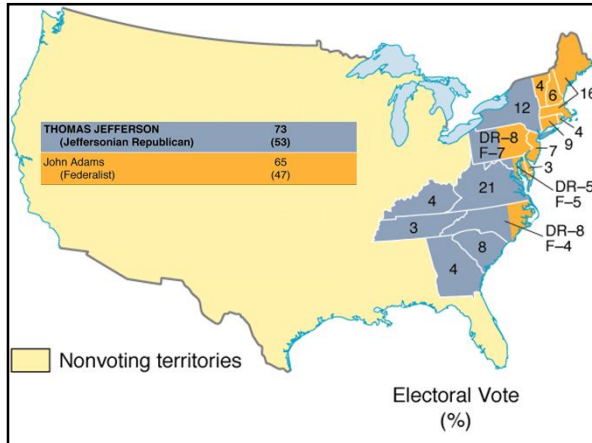 THOMAS JEFFERSON 73
(Jeffersonian Republican) (53)
John Adams 65
(Federalist) (47)
4
6
16
12
4
9
DR–8
F–7
7
3
DR–5
F–5
21
4
3
DR–8
F–4
8
4
Nonvoting territories
Electoral Vote
(%)